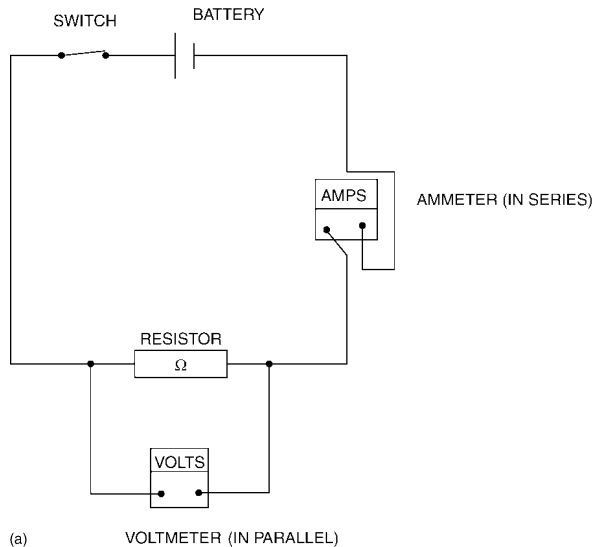 SWITCH
BATTERY
AMPS
AMMETER (IN SERIES)
RESISTOR
Ω
VOLTS
(a)
VOLTMETER (IN PARALLEL)